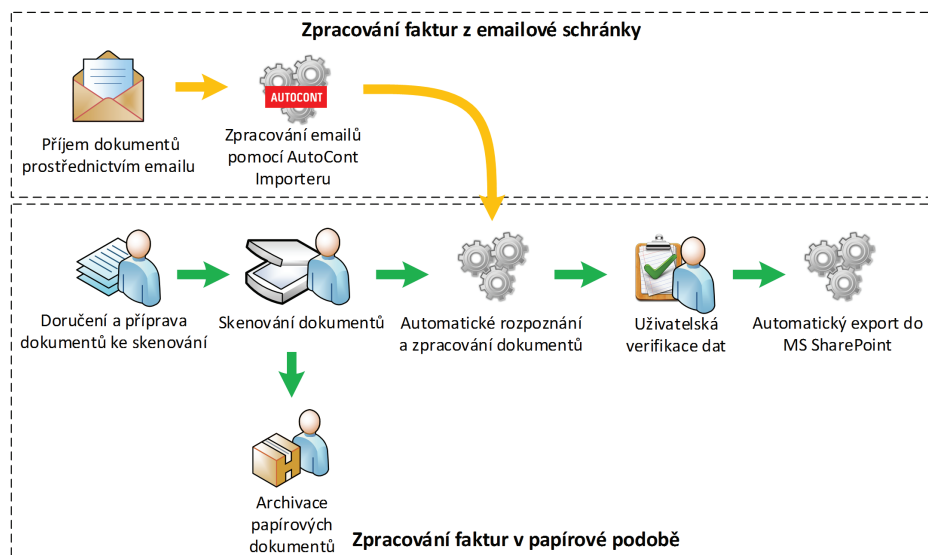 Zpracování faktur z emailové schránky
AUTOCONT
Příjem dokumentů
prostřednictvím emailu
Zpracování emailů
pomocí AutoCont
Importeru
Doručení a příprava
dokumentů ke skenování
Skenování dokumentů
Automatické rozpoznání
a zpracování dokumentů
Uživatelská
verifikace dat
Automatický export do
MS SharePoint
Archivace
papírových
dokumentů
Zpracování faktur v papírové podobě